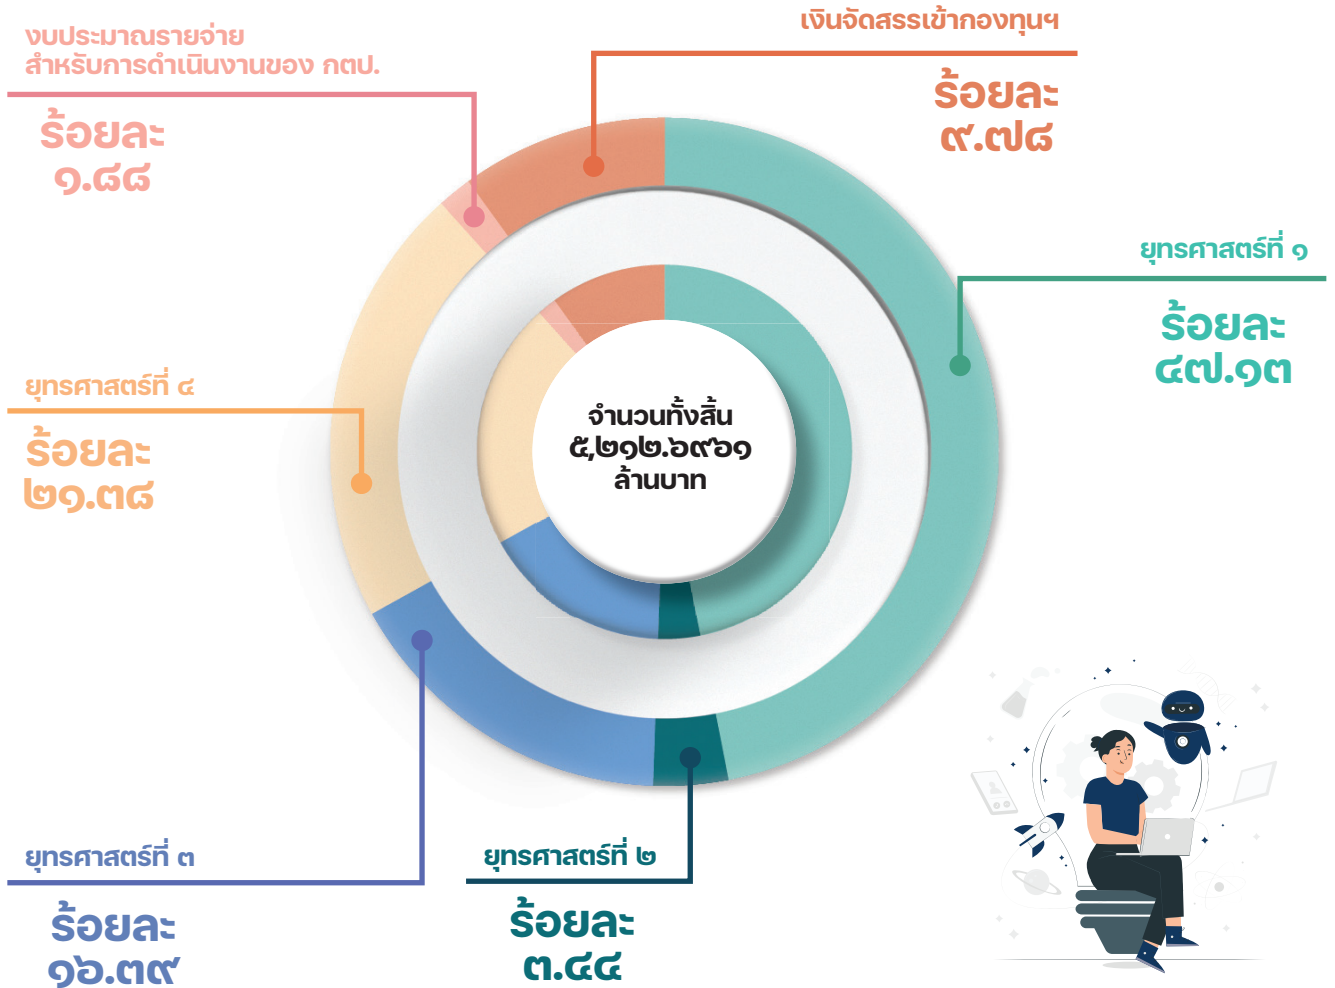 งบประมาณรายจ่าย
สำหรับการดำเนินงานของ กตป.
ร้อยละ
๑.๘๘
เงินจัดสรรเข้ากองทุนฯ
ร้อยละ
๙.๗๘
ยุทรศาสตร์ที่ ๑
ร้อยละ
๔๗.๑๓
ยุทรศาสตร์ที่ ๔
ร้อยละ
๒๑.๓๘
จำนวนทั้งสิ้น
๕,๒๑๒.๖๙๖๑
ล้านบาท
ยุทรศาสตร์ที่ ๓
ร้อยละ
๑๖.๓๙
ยุทรศาสตร์ที่ ๒
ร้อยละ
๓.๔๔